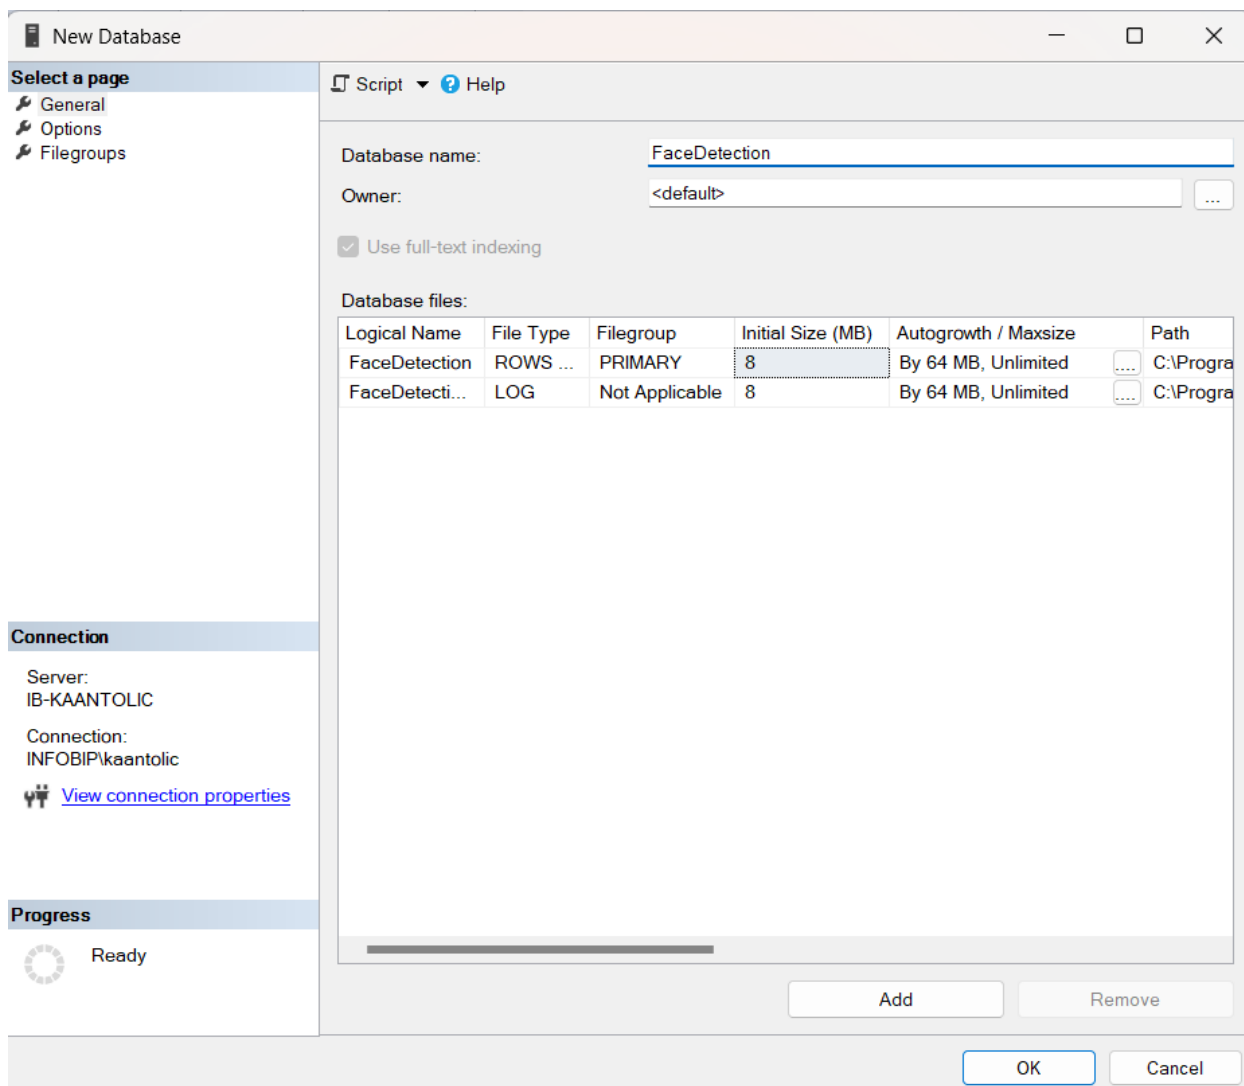 New Database
Select a page
General
Options
Filegroups
Script
Help
Database name:
FaceDetection
Owner:
<default>
...
Use full-text indexing
Database files:
Logical Name File Type Filegroup Initial Size (MB) Autogrowth / Maxsize Path
FaceDetection ROWS ... PRIMARY 8 By 64 MB, Unlimited .... C:\Progra
FaceDetecti... LOG Not Applicable 8 By 64 MB, Unlimited .... C:\Progra
Connection
Server:
IB-KAANTOLIC
Connection:
INFOBIP\kaantolic
View connection properties
Progress
Ready
Add
Remove
OK
Cancel